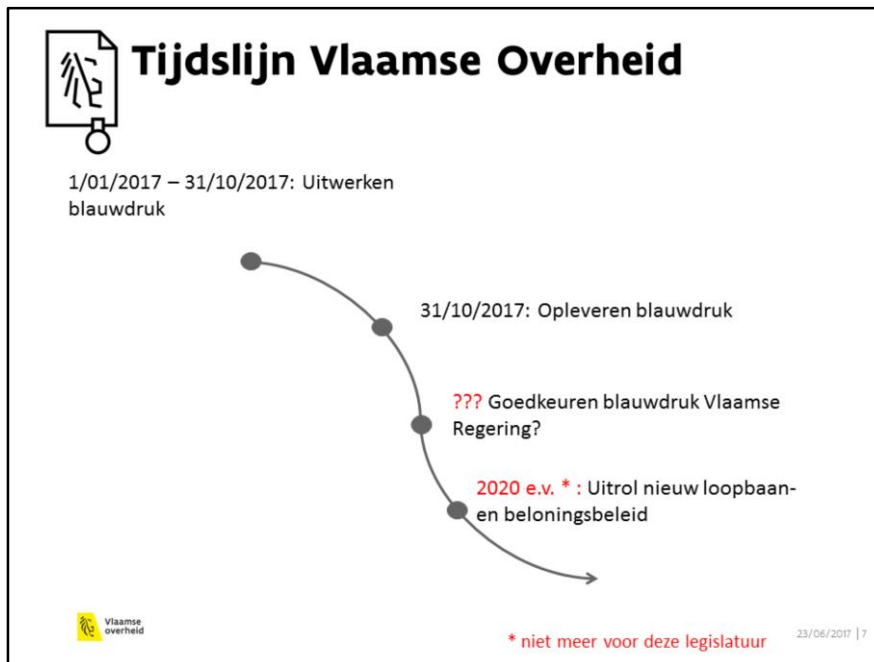 Tijdslijn Vlaamse Overheid
1/01/2017 – 31/10/2017: Uitwerken
blauwdruk
31/10/2017: Opleveren blauwdruk
??? Goedkeuren blauwdruk Vlaamse
Regering?
2020 e.v. * : Uitrol nieuw loopbaan-
en beloningsbeleid
Vlaamse
overheid
* niet meer voor deze legislatuur
23/06/2017 | 7